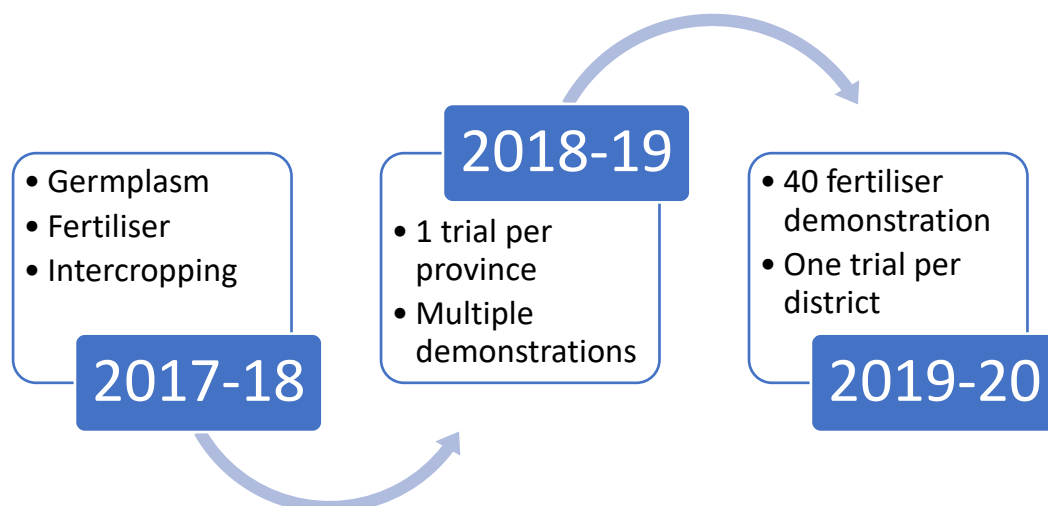 • Germplasm
• Fertiliser
• Intercropping
2017-18
2018-19
• 1 trial per
province
• Multiple
demonstrations
• 40 fertiliser
demonstration
• One trial per
district
2019-20